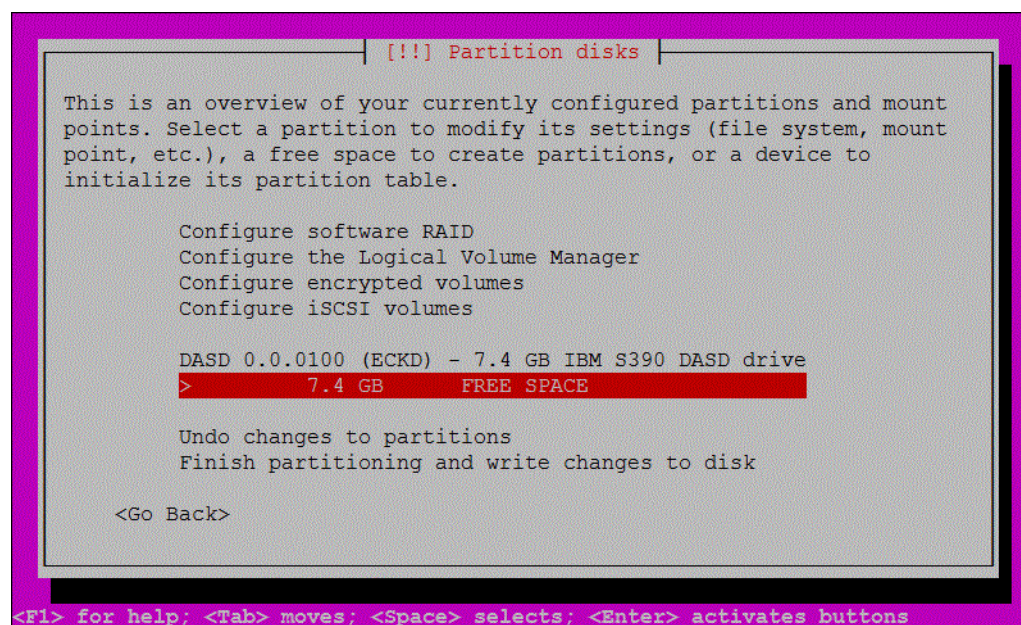 [!!] Partition disks
This is an overview of your currently configured partitions and mount
points. Select a partition to modify its settings (file system, mount
point, etc.), a free space to create partitions, or a device to
initialize its partition table.
Configure software RAID
Configure the Logical Volume Manager
Configure encrypted volumes
Configure iSCSI volumes
DASD 0.0.0100 (ECKD) - 7.4 GB IBM S390 DASD drive
> 7.4 GB FREE SPACE
Undo changes to partitions
Finish partitioning and write changes to disk
<Go Back>
<F1> for help; <Tab> moves; <Space> selects; <Enter> activates buttons